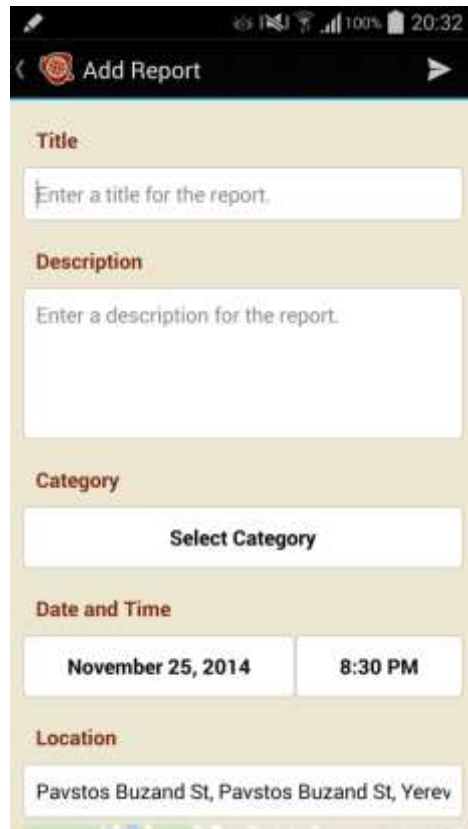 100% 20:32
Add Report
Title
Enter a title for the report.
Description
Enter a description for the report.
Category
Select Category
Date and Time
November 25, 2014 8:30 PM
Location
Pavstos Buzand St, Pavstos Buzand St, Yerev